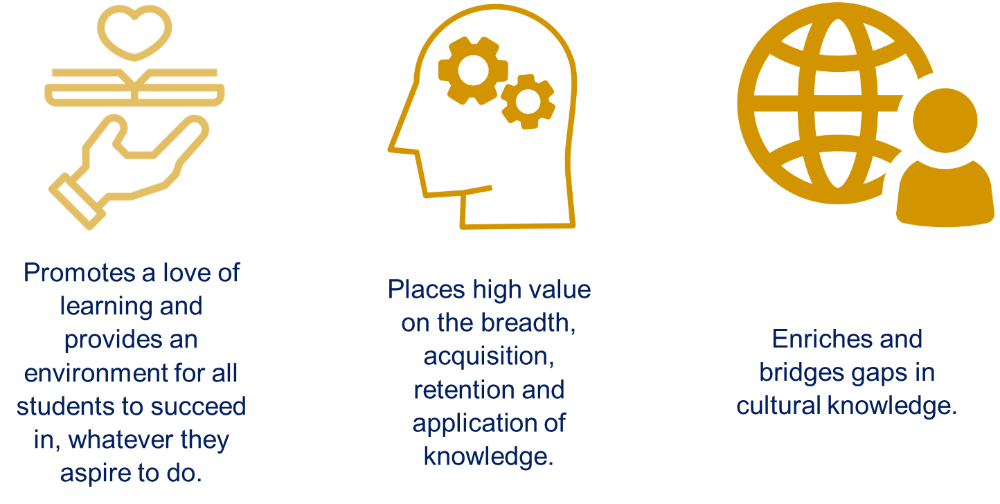 Promotes a love of
learning and
provides an
environment for all
students to succeed
in, whatever they
aspire to do.
Places high value
on the breadth,
acquisition,
retention and
application of
knowledge.
Enriches and
bridges gaps in
cultural knowledge.